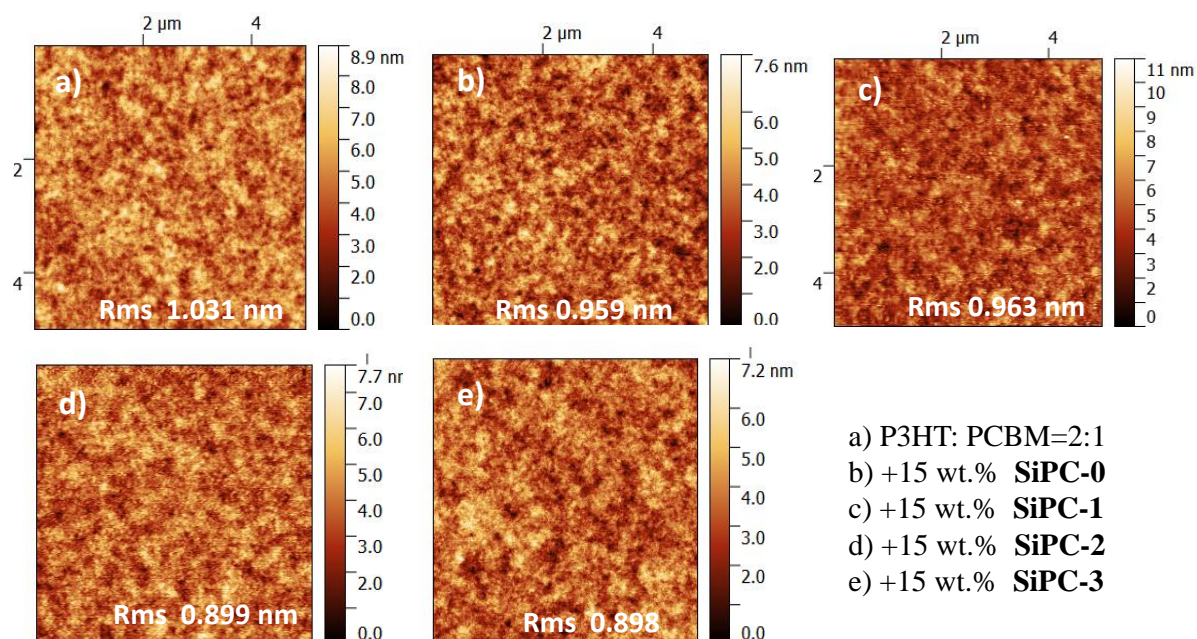 2 µm 4
a)
8.9 nm
8.0
7.0
6.0
5.0
4.0
3.0
2.0
0.0
2
4
Rms 1.031 nm
2 µm 4
b)
7.6 nm
6.0
5.0
4.0
3.0
2.0
0.0
Rms 0.959 nm
2 µm 4
c)
11 nm
10
9
8
7
6
5
4
3
2
0
2
4
Rms 0.963 nm
d)
7.7 nr
7.0
6.0
5.0
4.0
3.0
2.0
0.0
Rms 0.899 nm
e)
7.2 nm
6.0
5.0
4.0
3.0
2.0
0.0
Rms 0.898
a) P3HT: PCBM=2:1
b) +15 wt.% SiPC-0
c) +15 wt.% SiPC-1
d) +15 wt.% SiPC-2
e) +15 wt.% SiPC-3